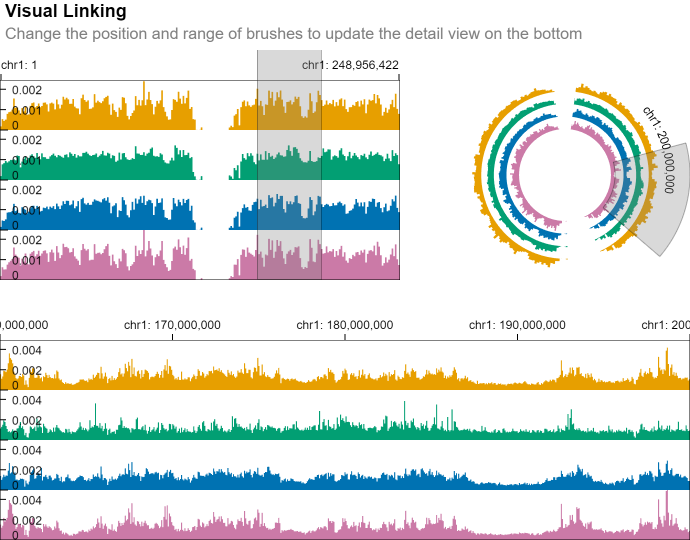 Visual Linking
Change the position and range of brushes to update the detail view on the bottom
chr1: 1
chr1: 248,956,422
0.002
0.001
0
0.002
0.001
0
0.002
0.001
0
0.002
0.001
0
chr1: 200,000,000
0,000,000
chr1: 170,000,000
chr1: 180,000,000
chr1: 190,000,000
chr1: 200
0.004
0.002
0
0.004
0.002
0
0.004
0.002
0
0.004
0.002
0